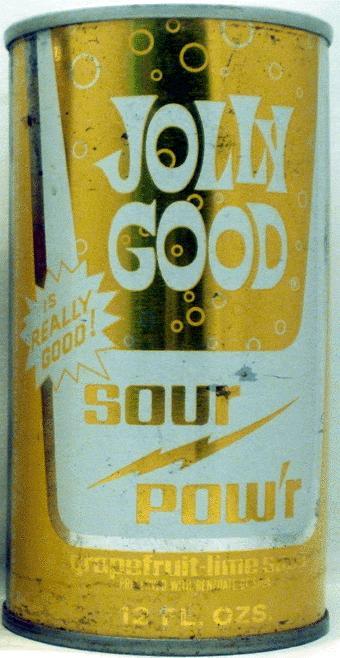 JOLLY
GOOD
IS
REALLY
GOOD!
SOUr
POW'r
grapefruit-lime
12 FL. OZS.